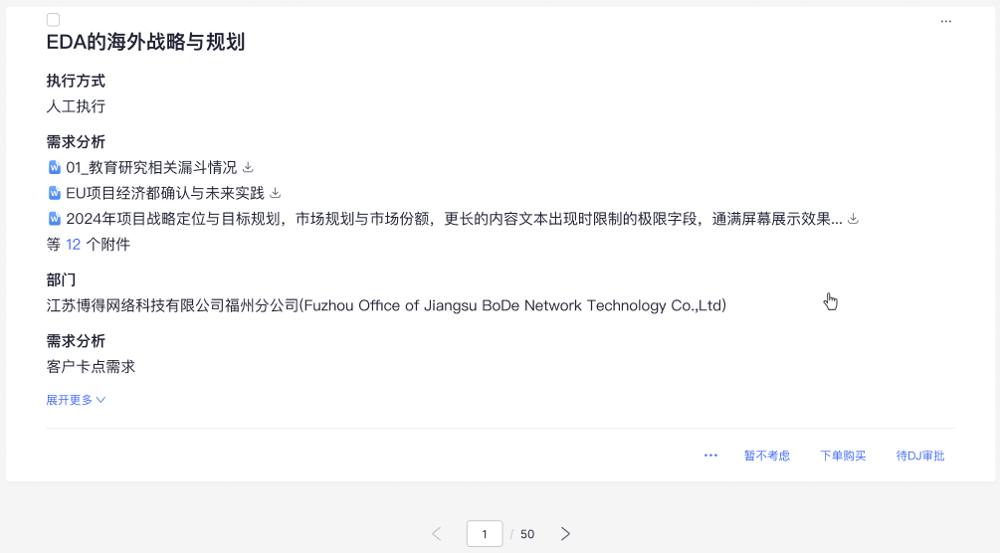 EDA的海外战略与规划
执行方式
人工执行
需求分析
01_教育研究相关漏斗情况
EU项目经济都确认与未来实践
2024年项目战略定位与目标规划，市场规划与市场份额，更长的内容文本出现时限制的极限字段，通满屏幕展示效果...
等 12 个附件
部门
江苏博得网络科技有限公司福州分公司(Fuzhou Office of Jiangsu BoDe Network Technology Co.,Ltd)
需求分析
客户卡点需求
展开更多
... 暂不考虑 下单购买 待DJ审批
1 / 50